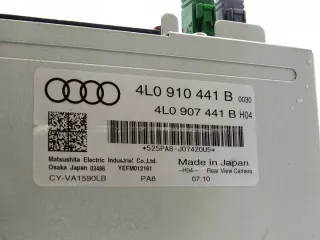 4L0 910 441 B 0030
4L0 907 441 B H04
*525PA8-J07420U5*
Matsushita Electric Industrial Co., Ltd.
Osaka Japan 03486 YEFM012161
CY-VA1590LB PA8
Made in Japan
—H04— Rear View Camera
07.10